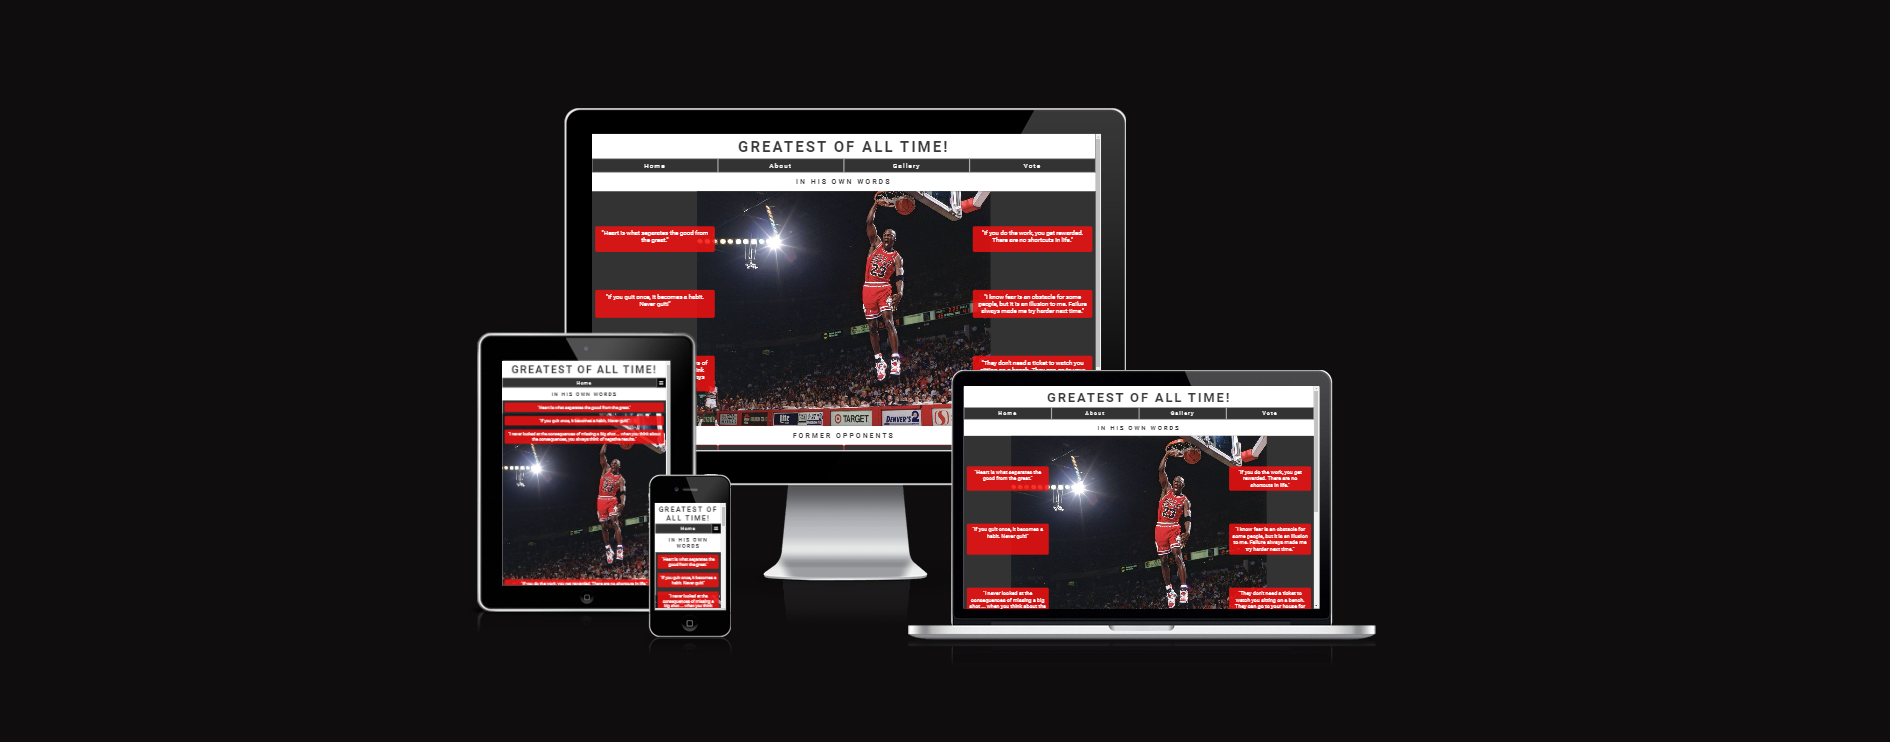 GREATEST OF ALL TIME!
Home About Gallery Vote
IN HIS OWN WORDS
"Heart is what separates the good from
the great."
"If you do the work, you get rewarded.
There are no shortcuts in life."
"If you quit once, it becomes a habit.
Never quit!"
"I know fear is an obstacle for some
people, but it is an illusion to me. Failure
always made me try harder next time."
"They don't need a ticket to watch you
23
TARGET
DENVER'S 2
FORMER OPPONENTS
GREATEST OF ALL TIME!
Home
IN HIS OWN WORDS
"Heart is what separates the good from the great."
"If you quit once, it becomes a habit. Never quit!"
"I never looked at the consequences of missing a big shot... when you think about
the consequences, you always think of negative results."
23
"If you do the work, you get rewarded. There are no shortcuts in life."
GREATEST OF
ALL TIME!
Home
IN HIS OWN
WORDS
"Heart is what separates the
good from the great."
"If you quit once, it becomes a
habit. Never quit!"
"I never looked at the
consequences of missing a
big shot... when you think
GREATEST OF ALL TIME!
Home About Gallery Vote
IN HIS OWN WORDS
"Heart is what separates the
good from the great."
"If you do the work, you get
rewarded. There are no
shortcuts in life."
"If you quit once, it becomes a
habit. Never quit!"
"I know fear is an obstacle for
some people, but it is an illusion
to me. Failure always made me
try harder next time."
"I never looked at the
consequences of missing a big
shot... when you think about the
"They don't need a ticket to
watch you sitting on a bench.
They can go to your house for
23